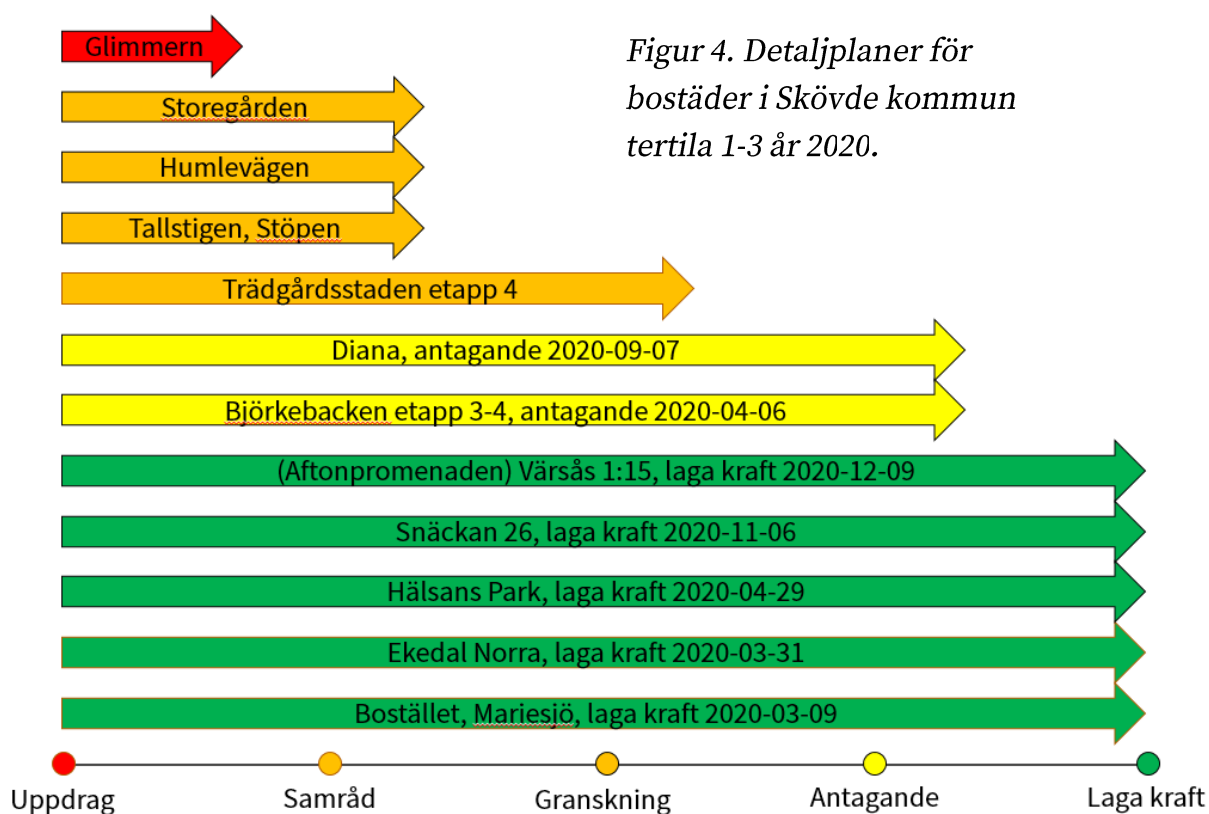 Glimmern
Figur 4. Detaljplaner för
bostäder i Skövde kommun
tertila 1-3 år 2020.
Storegården
Humlevägen
Tallstigen, Stöpen
Trädgårdsstaden etapp 4
Diana, antagande 2020-09-07
Björkebacken etapp 3-4, antagande 2020-04-06
(Aftonpromenaden) Värsås 1:15, laga kraft 2020-12-09
Snäckan 26, laga kraft 2020-11-06
Hälsans Park, laga kraft 2020-04-29
Ekedal Norra, laga kraft 2020-03-31
Bostället, Mariesjö, laga kraft 2020-03-09
Uppdrag
Samråd
Granskning
Antagande
Laga kraft